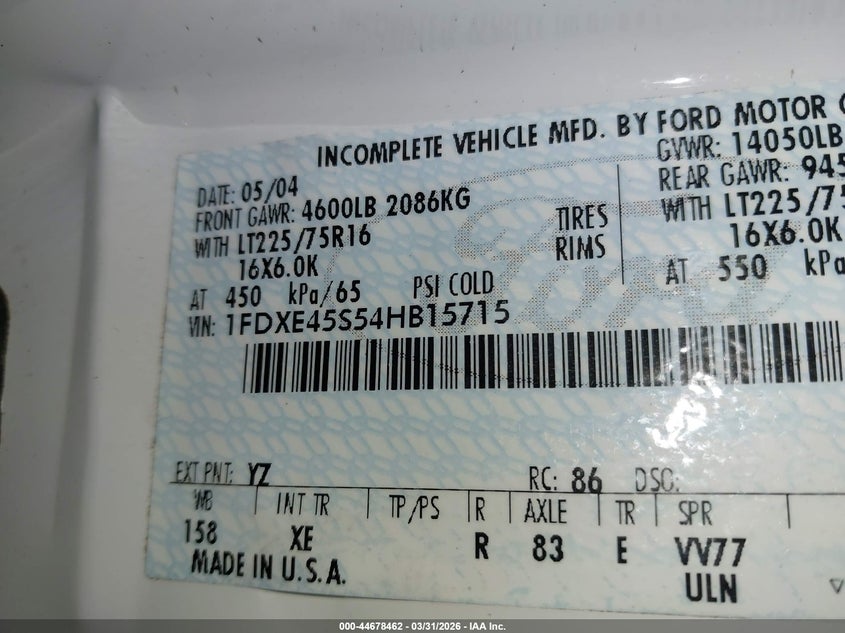 INCOMPLETE VEHICLE MFD. BY FORD MOTOR
DATE: 05/04
GVWR: 14050LB
FRONT GAWR: 4600LB 2086KG
REAR GAWR: 945
WITH LT225/75R16
TIRES
WITH LT225/75
16X6.0K
RIMS
16X6.0K
AT 450 kPa/65 PSI COLD
AT 550 kPa
VIN: 1FDXE45S54HB15715
Ford
EXT PNT: YZ
RC: 86 DSO:
WB INT TR TP/PS R AXLE TR SPR
158 XE R 83 E VV77
MADE IN U.S.A.
ULN
000-44678462 - 03/31/2026 - IAA Inc.